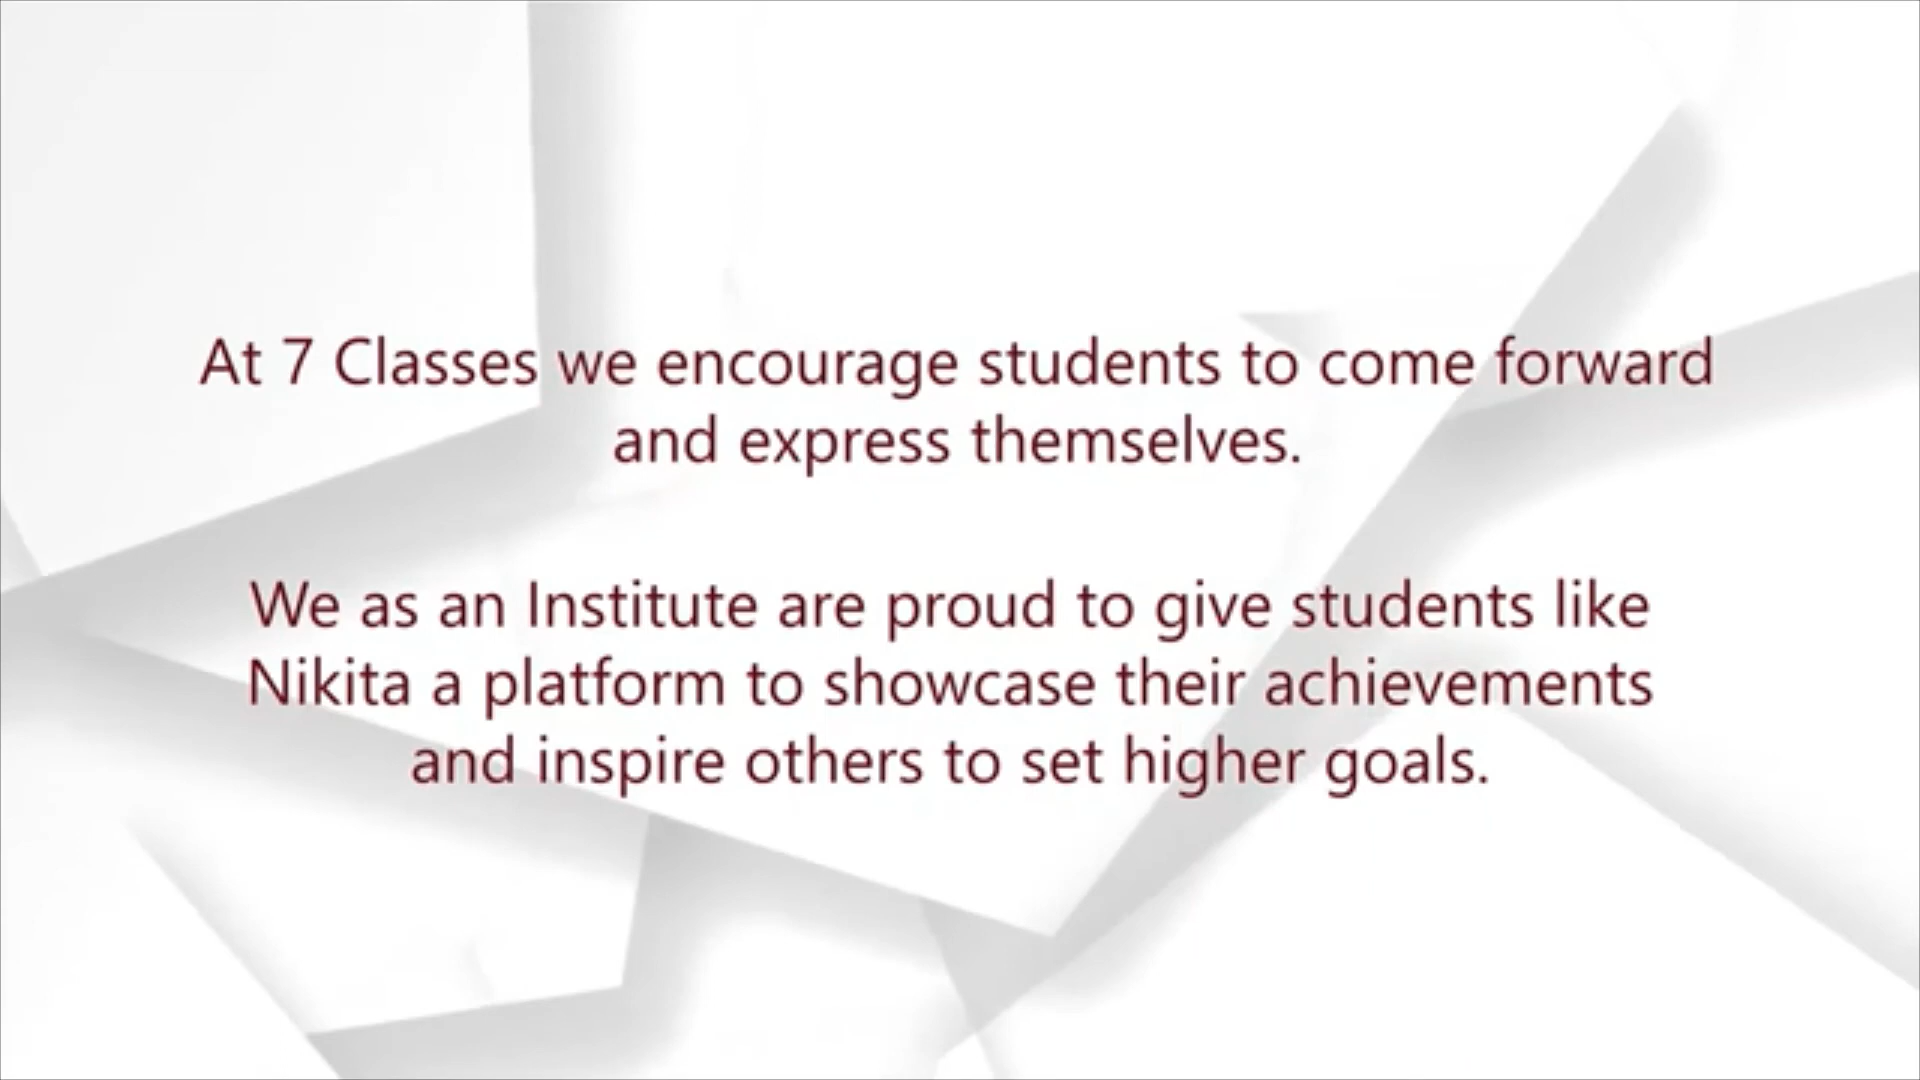 At 7 Classes we encourage students to come forward
and express themselves.
We as an Institute are proud to give students like
Nikita a platform to showcase their achievements
and inspire others to set higher goals.